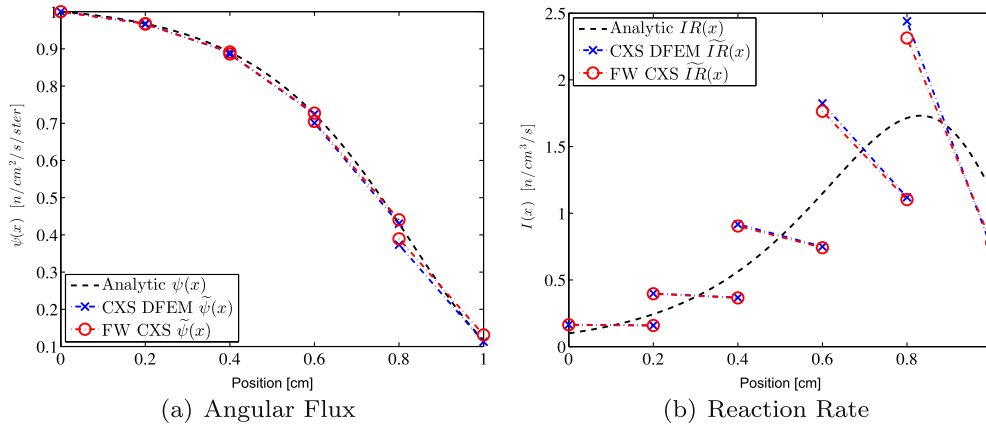 1
0.9
0.8
0.7
0.6
0.5
0.4
0.3
0.2
0.1
ψ(x) [n/cm²/s/ster]
Analytic ψ(x)
CXS DFEM ψ̃(x)
FW CXS ψ̃(x)
0 0.2 0.4 0.6 0.8 1
Position [cm]
(a) Angular Flux
2.5
2
1.5
1
0.5
0
I(x) [n/cm³/s]
Analytic IR(x)
CXS DFEM I͠R(x)
FW CXS I͠R(x)
0 0.2 0.4 0.6 0.8
Position [cm]
(b) Reaction Rate